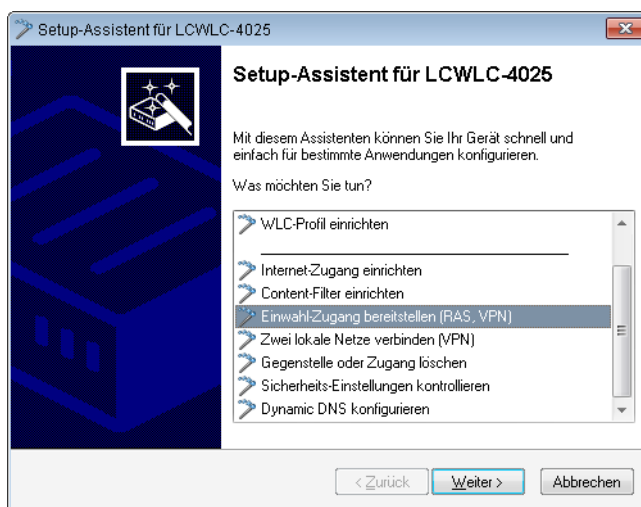 Setup-Assistent für LCWLC-4025
Setup-Assistent für LCWLC-4025
Mit diesem Assistenten können Sie Ihr Gerät schnell und
einfach für bestimmte Anwendungen konfigurieren.
Was möchten Sie tun?
WLC-Profil einrichten
Internet-Zugang einrichten
Content-Filter einrichten
Einwahl-Zugang bereitstellen (RAS, VPN)
Zwei lokale Netze verbinden (VPN)
Gegenstelle oder Zugang löschen
Sicherheits-Einstellungen kontrollieren
Dynamic DNS konfigurieren
< Zurück Weiter > Abbrechen